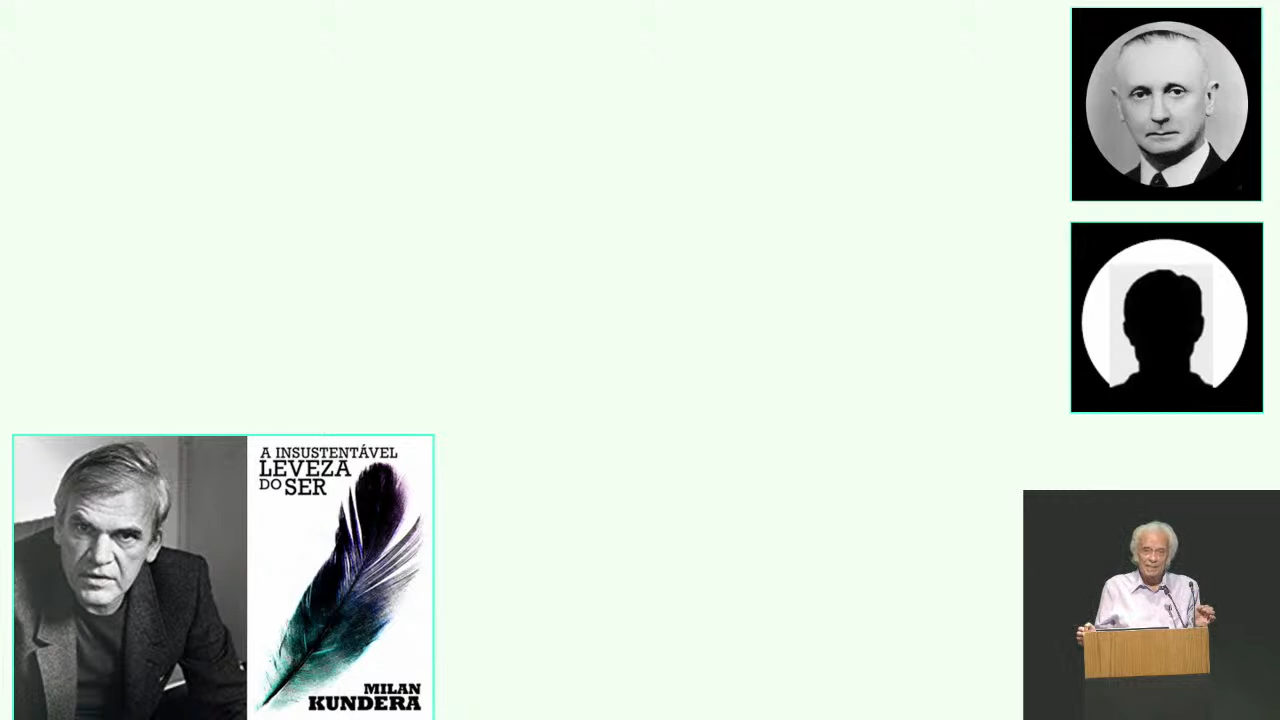 A INSUSTENTÁVEL
LEVEZA
DO SER
MILAN
KUNDERA